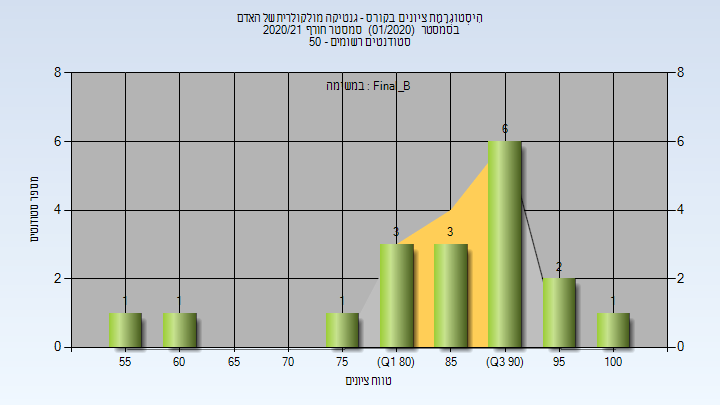 היסטוגרמת ציונים בקורס - גנטיקה מולקולרית של האדם
בסמסטר (01/2020) סמסטר חורף 2020/21
סטודנטים רשומים - 50
במשימה : Final_B
8 8
6 6
4 4
2 2
0 0
1 1 1 3 3 6 2 1
55 60 65 70 75 (Q1 80) 85 (Q3 90) 95 100
מספר סטודנטים
טווח ציונים